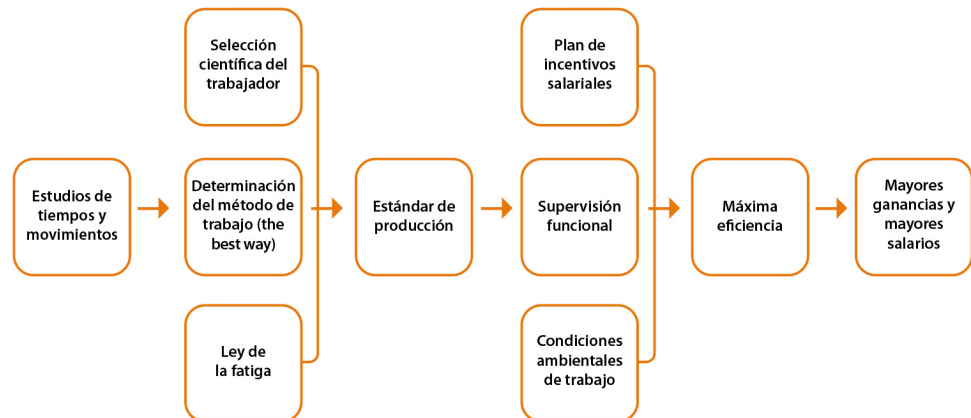 Selección
científica del
trabajador
Plan de
incentivos
salariales
Estudios de
tiempos y
movimientos
Determinación
del método de
trabajo (the
best way)
Estándar de
producción
Supervisión
funcional
Máxima
eficiencia
Mayores
ganancias y
mayores
salarios
Ley de
la fatiga
Condiciones
ambientales
de trabajo